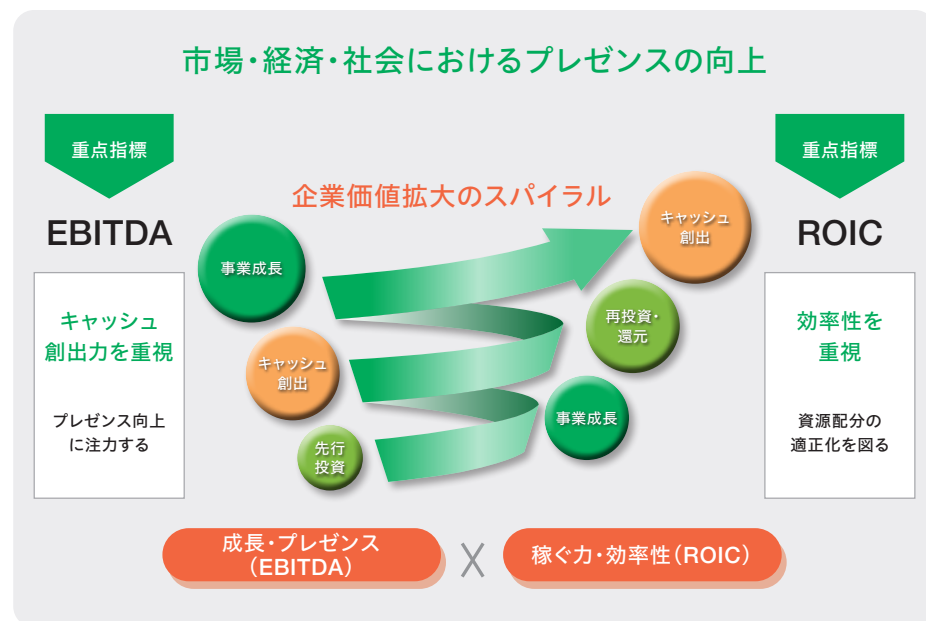 市場・経済・社会におけるプレゼンスの向上
重点指標
EBITDA
キャッシュ
創出力を重視
プレゼンス向上
に注力する
企業価値拡大のスパイラル
事業成長
キャッシュ
創出
先行
投資
キャッシュ
創出
再投資・
還元
事業成長
重点指標
ROIC
効率性を
重視
資源配分の
適正化を図る
成長・プレゼンス
(EBITDA)
×
稼ぐ力・効率性(ROIC)